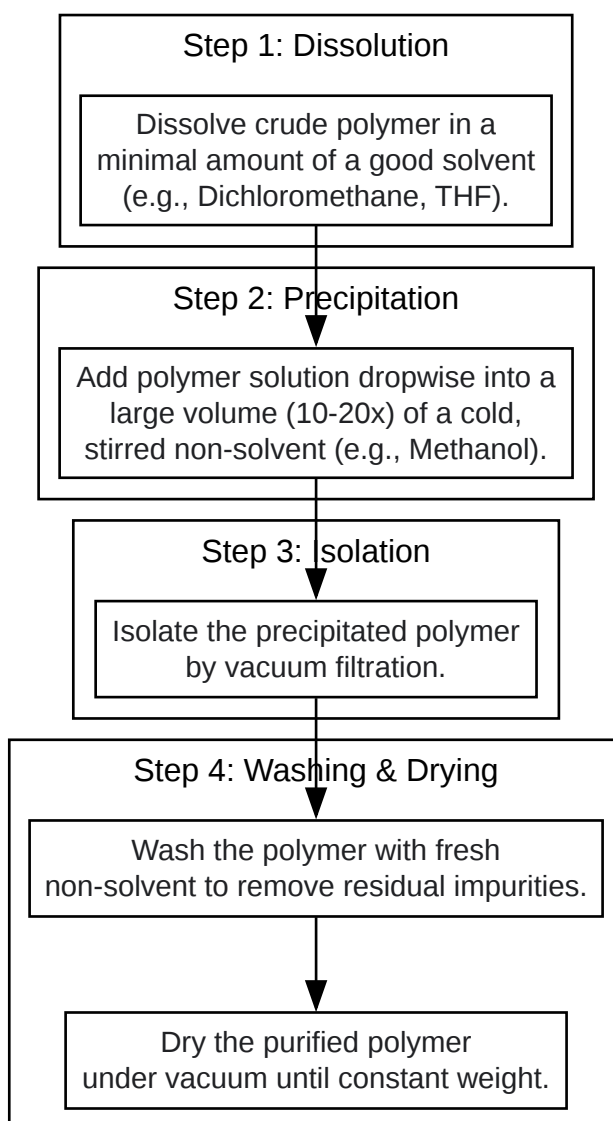 Step 1: Dissolution
Dissolve crude polymer in a
minimal amount of a good solvent
(e.g., Dichloromethane, THF).
Step 2: Precipitation
Add polymer solution dropwise into a
large volume (10-20x) of a cold,
stirred non-solvent (e.g., Methanol).
Step 3: Isolation
Isolate the precipitated polymer
by vacuum filtration.
Step 4: Washing & Drying
Wash the polymer with fresh
non-solvent to remove residual impurities.
Dry the purified polymer
under vacuum until constant weight.